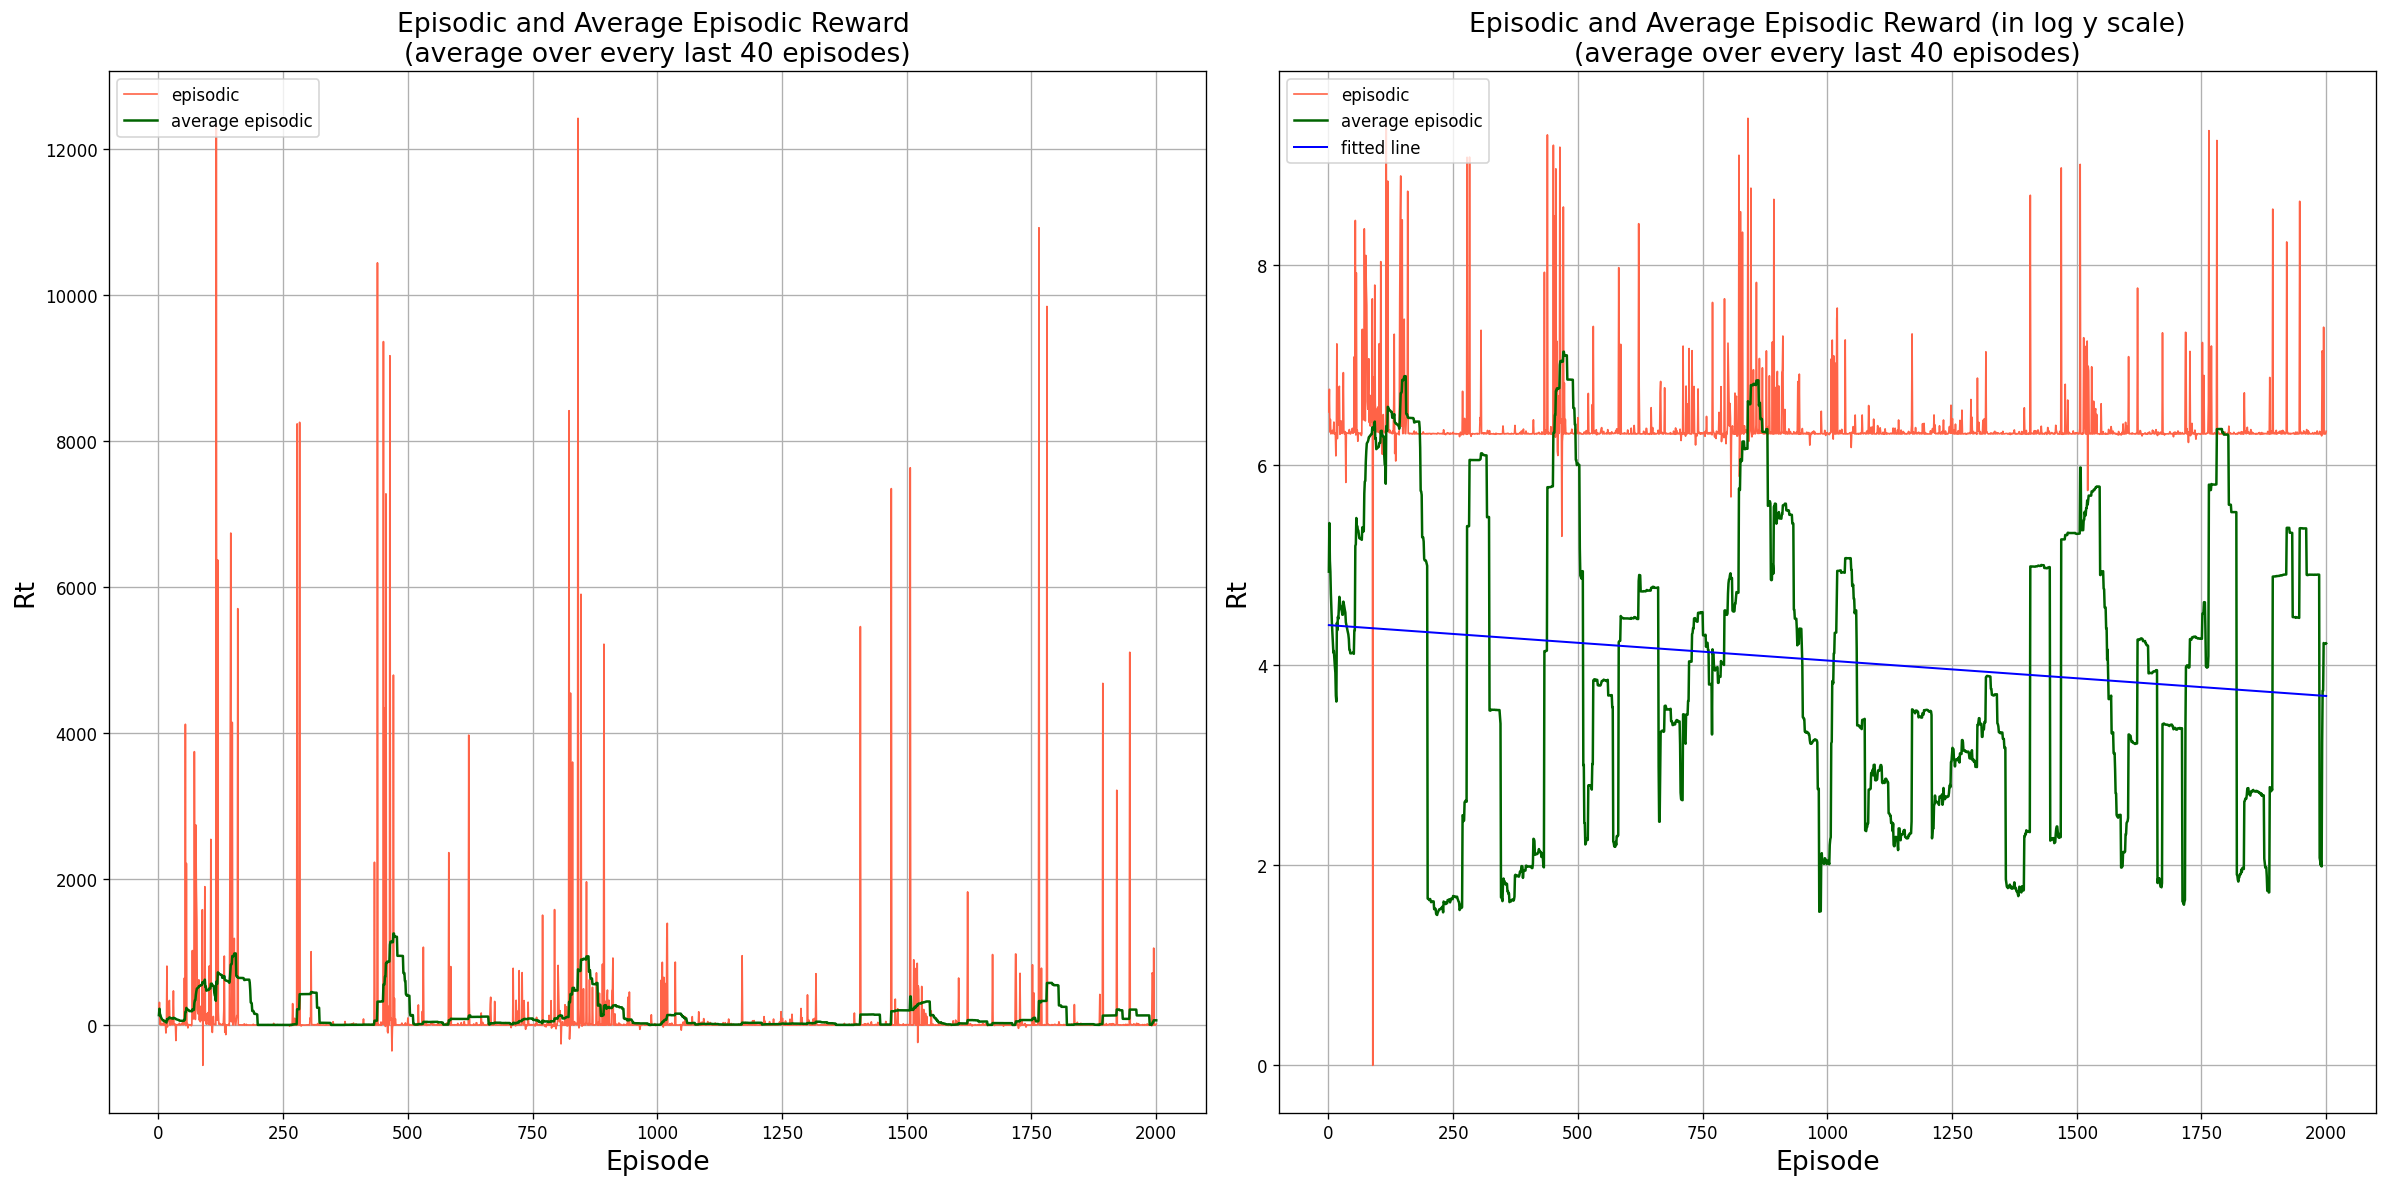 Episodic and Average Episodic Reward
(average over every last 40 episodes)
episodic
average episodic
12000
10000
8000
6000
4000
2000
0
Rt
0 250 500 750 1000 1250 1500 1750 2000
Episode
Episodic and Average Episodic Reward (in log y scale)
(average over every last 40 episodes)
episodic
average episodic
fitted line
8
6
4
2
0
Rt
0 250 500 750 1000 1250 1500 1750 2000
Episode